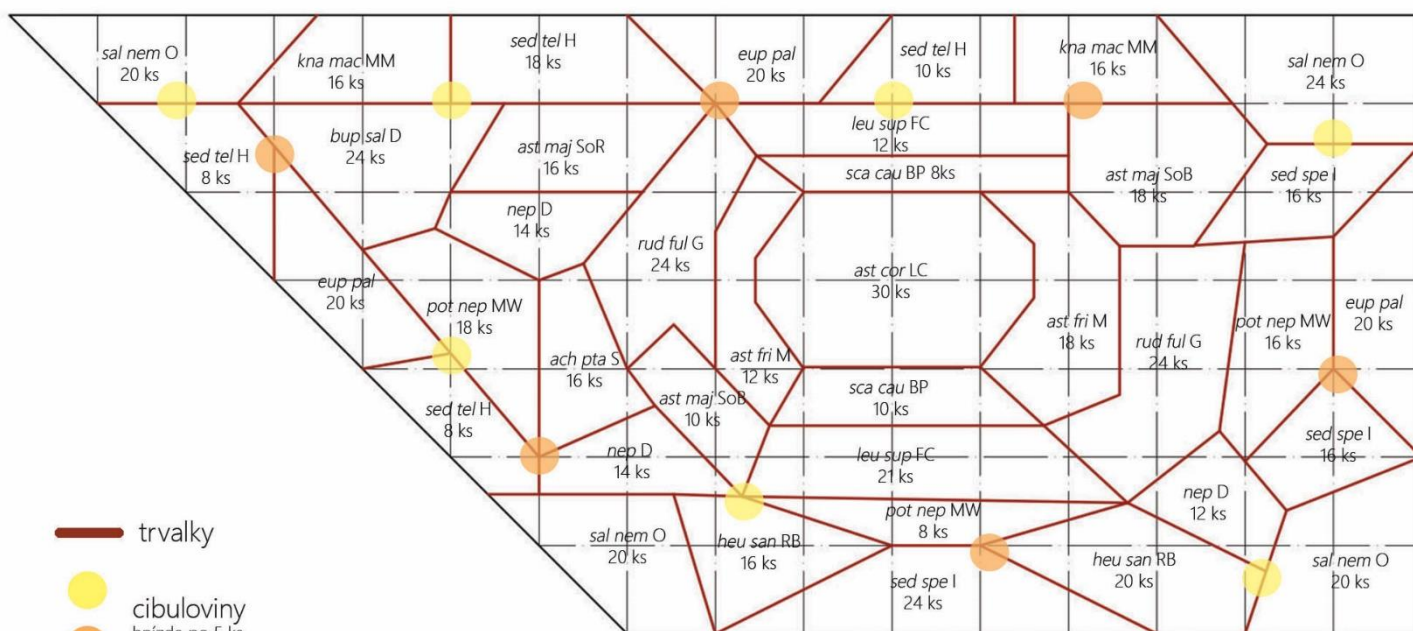 sal nem O
20 ks
kna mac MM
16 ks
sed tel H
18 ks
eup pal
20 ks
sed tel H
10 ks
kna mac MM
16 ks
sal nem O
24 ks
sed tel H
8 ks
bup sal D
24 ks
ast maj SoR
16 ks
leu sup FC
12 ks
sca cau BP 8ks
ast maj SoB
18 ks
sed spe I
16 ks
nep D
14 ks
rud ful G
24 ks
ast cor LC
30 ks
eup pal
20 ks
pot nep MW
18 ks
ast fri M
18 ks
rud ful G
24 ks
pot nep MW
16 ks
eup pal
20 ks
ach pta S
16 ks
ast fri M
12 ks
sca cau BP
10 ks
sed tel H
8 ks
ast maj SoB
10 ks
sed spe I
16 ks
nep D
14 ks
leu sup FC
21 ks
nep D
12 ks
pot nep MW
8 ks
sal nem O
20 ks
heu san RB
16 ks
sed spe I
24 ks
heu san RB
20 ks
sal nem O
20 ks
trvalky
cibuloviny
hnízda po 5 ks